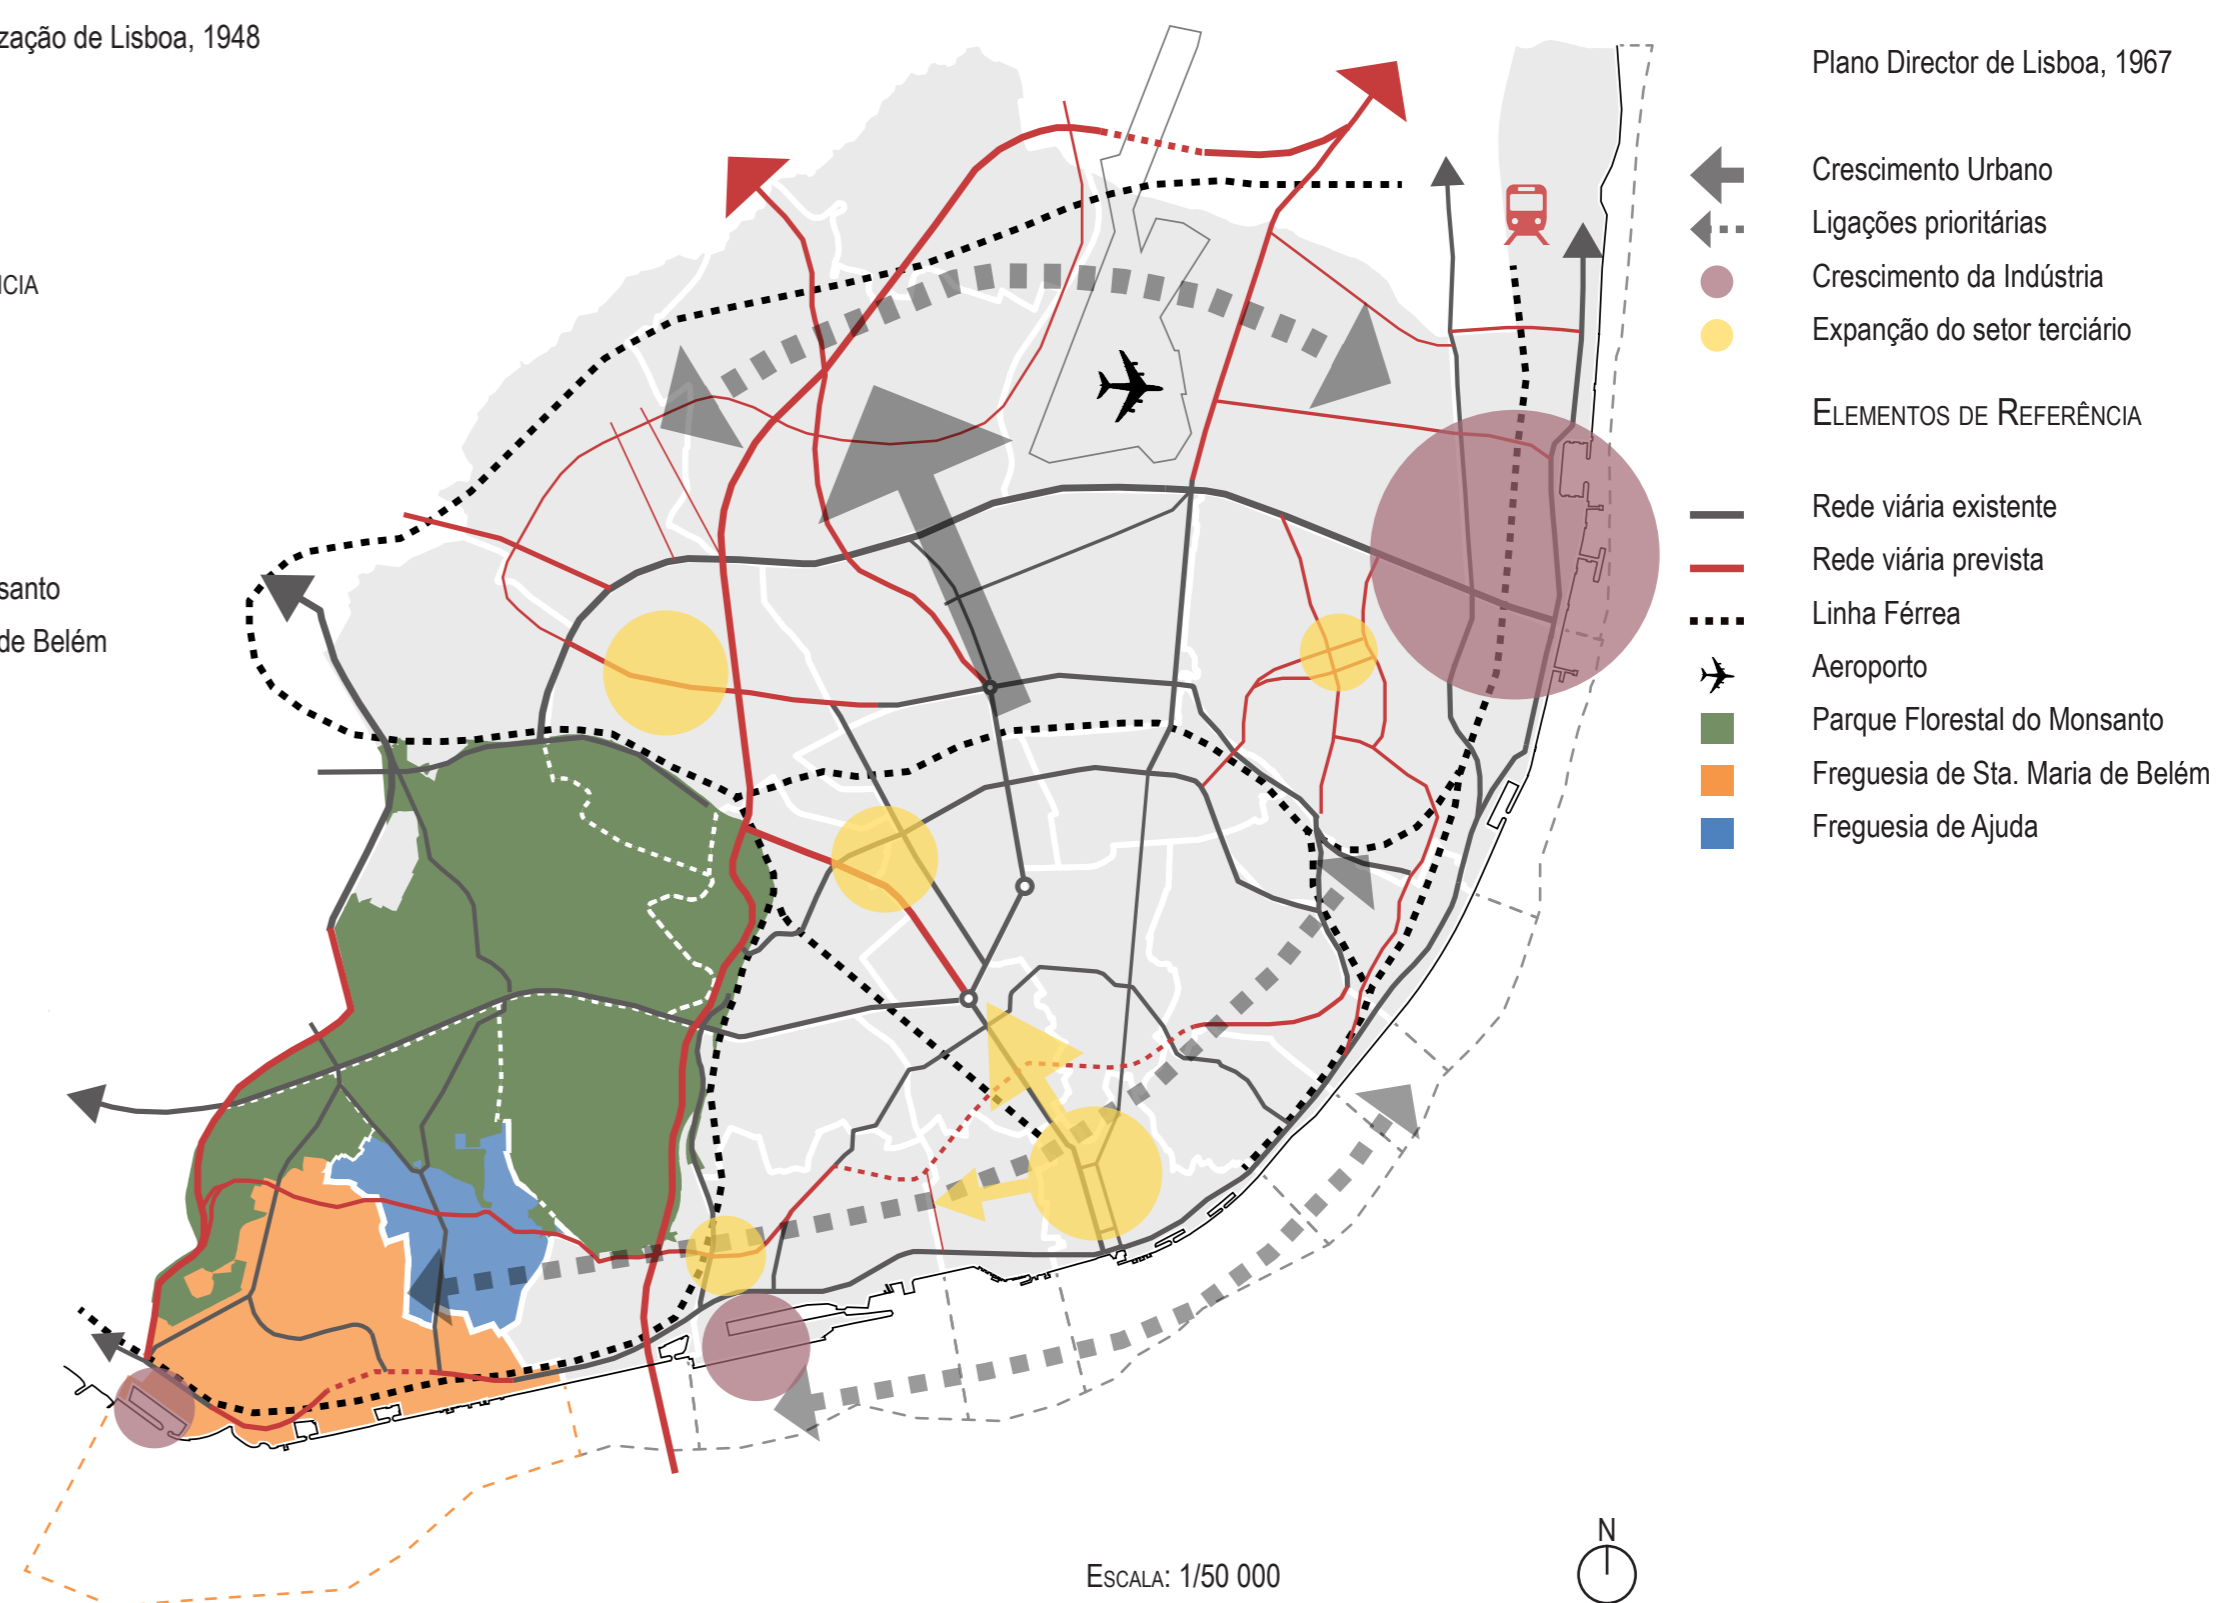 zação de Lisboa, 1948
NCIA
santo
de Belém
Plano Director de Lisboa, 1967
Crescimento Urbano
Ligações prioritárias
Crescimento da Indústria
Expanção do setor terciário
ELEMENTOS DE REFERÊNCIA
Rede viária existente
Rede viária prevista
Linha Férrea
Aeroporto
Parque Florestal do Monsanto
Freguesia de Sta. Maria de Belém
Freguesia de Ajuda
ESCALA: 1/50 000
N